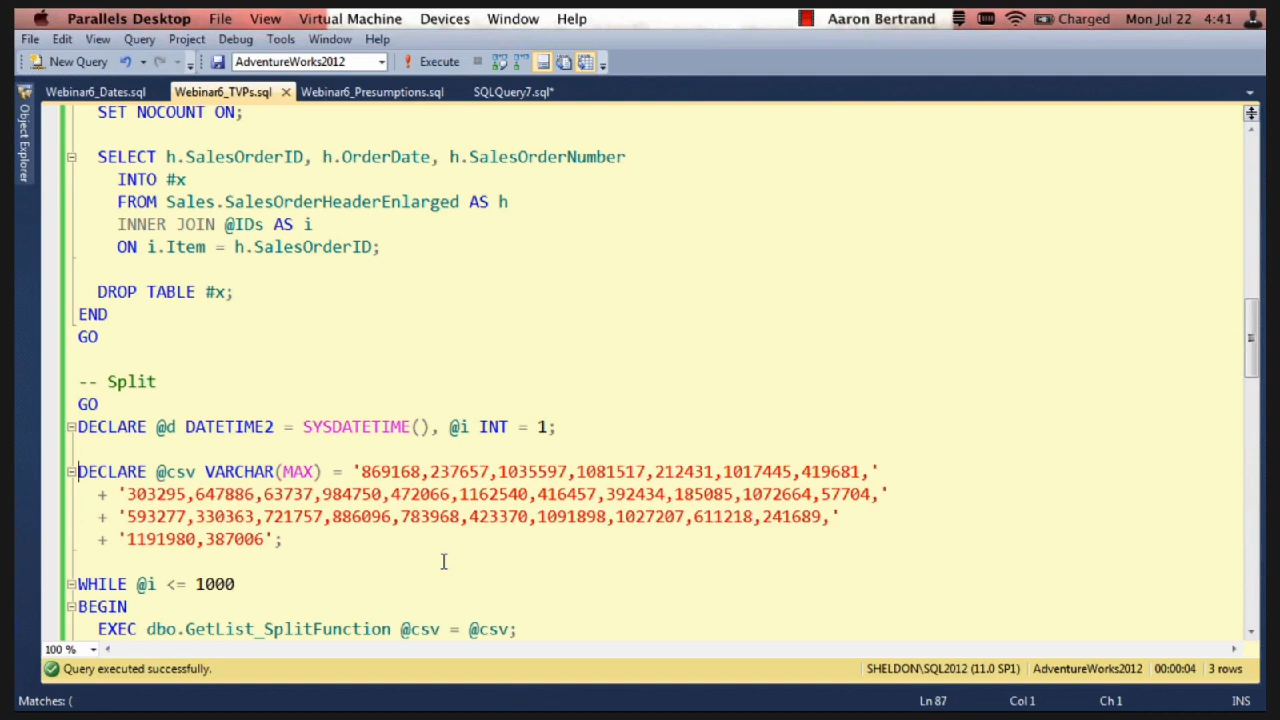 Parallels Desktop File View Virtual Machine Devices Window Help Aaron Bertrand Charged Mon Jul 22 4:41
File Edit View Query Project Debug Tools Window Help
New Query AdventureWorks2012 Execute
Webinar6_Dates.sql Webinar6_TVPs.sql Webinar6_Presumptions.sql SQLQuery7.sql*
Object Explorer
SET NOCOUNT ON;
SELECT h.SalesOrderID, h.OrderDate, h.SalesOrderNumber
INTO #x
FROM Sales.SalesOrderHeaderEnlarged AS h
INNER JOIN @IDs AS i
ON i.Item = h.SalesOrderID;
DROP TABLE #x;
END
GO
-- Split
GO
DECLARE @d DATETIME2 = SYSDATETIME(), @i INT = 1;
DECLARE @csv VARCHAR(MAX) = '869168,237657,1035597,1081517,212431,1017445,419681,'
+ '303295,647886,63737,984750,472066,1162540,416457,392434,185085,1072664,57704,'
+ '593277,330363,721757,886096,783968,423370,1091898,1027207,611218,241689,'
+ '1191980,387006';
WHILE @i <= 1000
BEGIN
EXEC dbo.GetList_SplitFunction @csv = @csv;
100 %
Query executed successfully. SHELDON\SQL2012 (11.0 SP1) AdventureWorks2012 00:00:04 3 rows
Matches: ( Ln 87 Col 1 Ch 1 INS